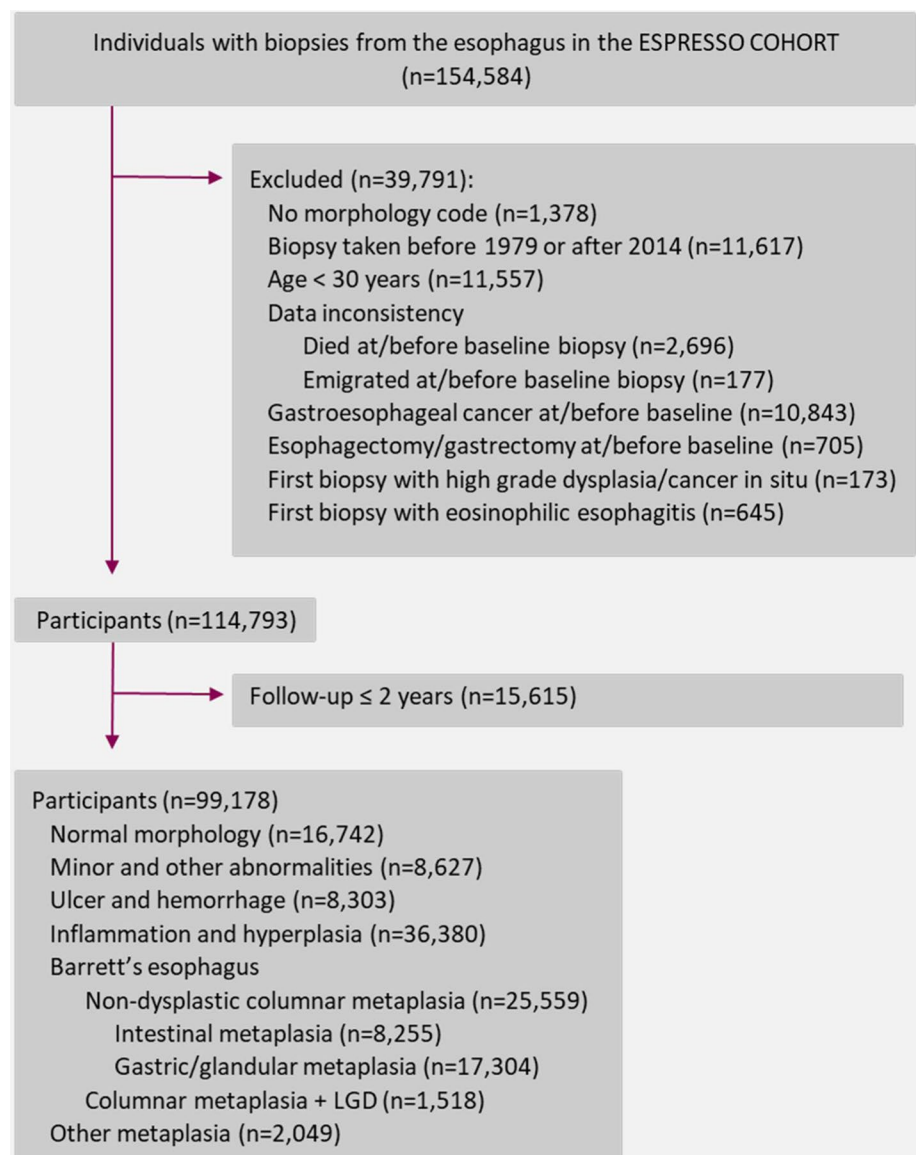 Individuals with biopsies from the esophagus in the ESPRESSO COHORT
(n=154,584)
Excluded (n=39,791):
No morphology code (n=1,378)
Biopsy taken before 1979 or after 2014 (n=11,617)
Age < 30 years (n=11,557)
Data inconsistency
Died at/before baseline biopsy (n=2,696)
Emigrated at/before baseline biopsy (n=177)
Gastroesophageal cancer at/before baseline (n=10,843)
Esophagectomy/gastrectomy at/before baseline (n=705)
First biopsy with high grade dysplasia/cancer in situ (n=173)
First biopsy with eosinophilic esophagitis (n=645)
Participants (n=114,793)
Follow-up ≤ 2 years (n=15,615)
Participants (n=99,178)
Normal morphology (n=16,742)
Minor and other abnormalities (n=8,627)
Ulcer and hemorrhage (n=8,303)
Inflammation and hyperplasia (n=36,380)
Barrett’s esophagus
Non-dysplastic columnar metaplasia (n=25,559)
Intestinal metaplasia (n=8,255)
Gastric/glandular metaplasia (n=17,304)
Columnar metaplasia + LGD (n=1,518)
Other metaplasia (n=2,049)